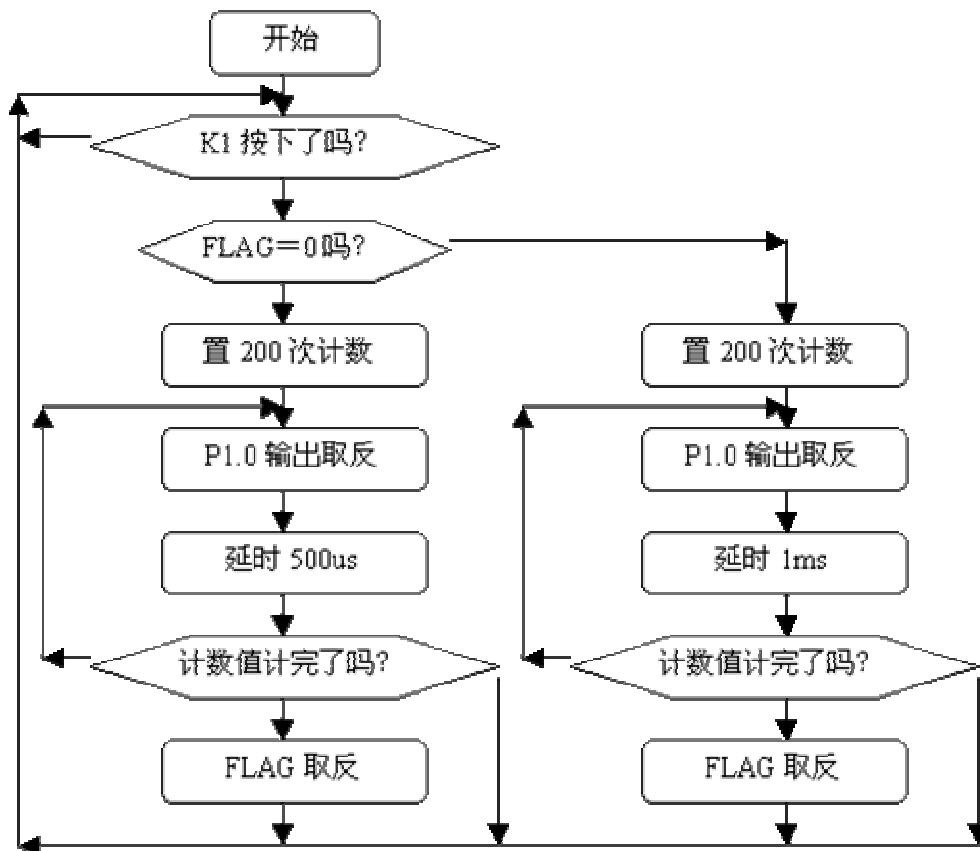 开始
K1 按下了吗?
FLAG=0吗?
置 200 次计数
P1.0 输出取反
延时 500us
计数值计完了吗?
FLAG 取反
置 200 次计数
P1.0 输出取反
延时 1ms
计数值计完了吗?
FLAG 取反